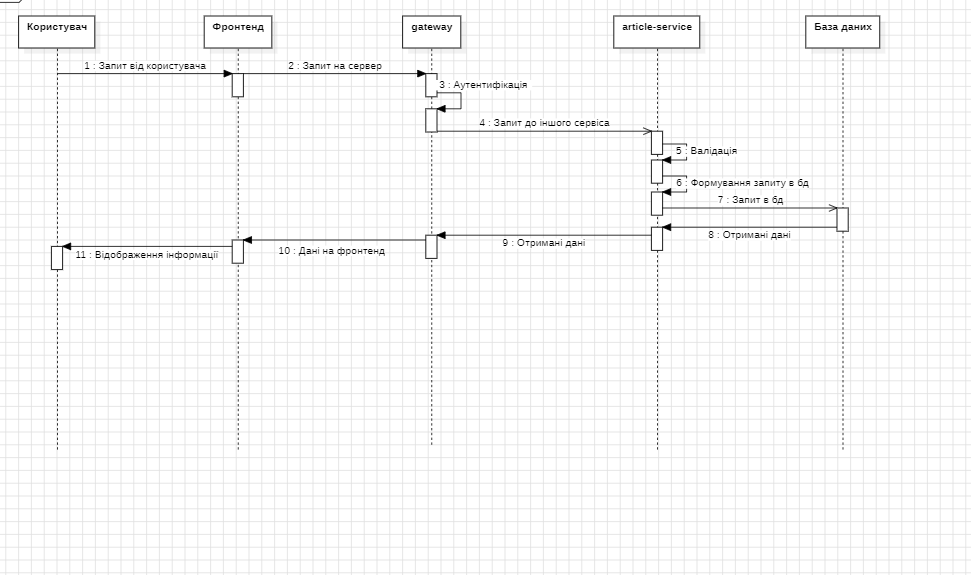 Користувач
Фронтенд
gateway
article-service
База даних
1 : Запит від користувача
2 : Запит на сервер
3 : Аутентифікація
4 : Запит до іншого сервіса
5 : Валідація
6 : Формування запиту в бд
7 : Запит в бд
8 : Отримані дані
9 : Отримані дані
10 : Дані на фронтенд
11 : Відображення інформації